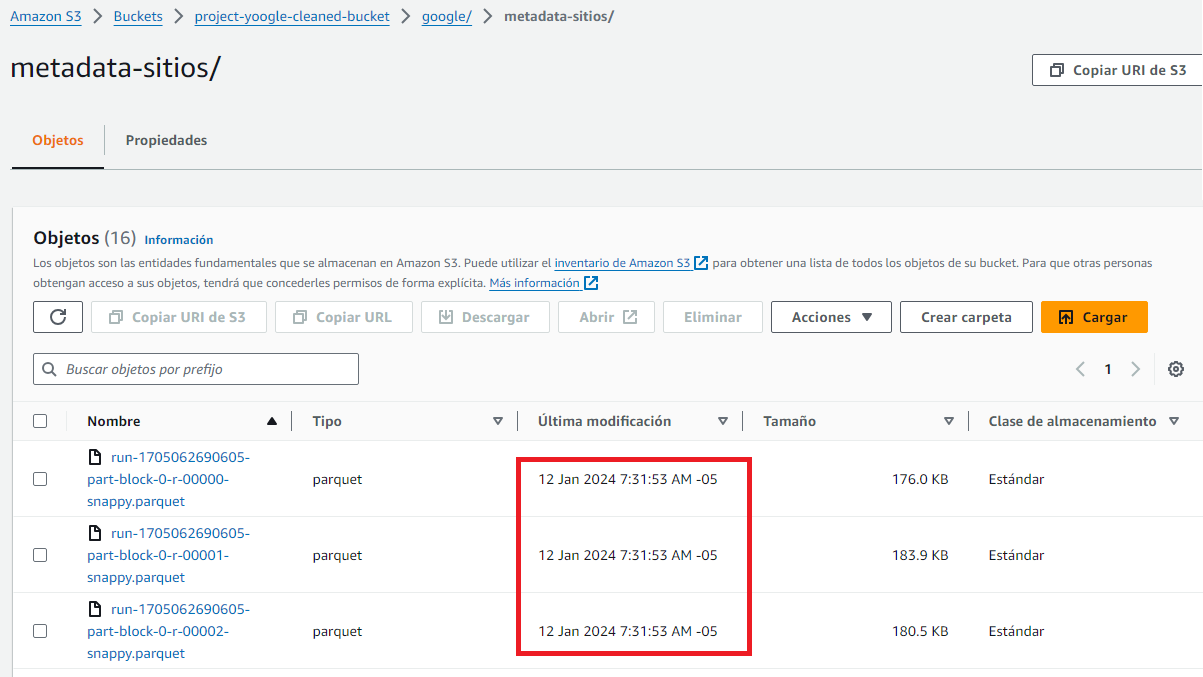 Amazon S3 > Buckets > project-yoogle-cleaned-bucket > google/ > metadata-sitios/
metadata-sitios/
Copiar URI de S3
Objetos Propiedades
Objetos (16) Información
Los objetos son las entidades fundamentales que se almacenan en Amazon S3. Puede utilizar el inventario de Amazon S3 para obtener una lista de todos los objetos de su bucket. Para que otras personas
obtengan acceso a sus objetos, tendrá que concederles permisos de forma explícita. Más información
Copiar URI de S3 Copiar URL Descargar Abrir Eliminar Acciones Crear carpeta Cargar
Buscar objetos por prefijo
1
Nombre Tipo Última modificación Tamaño Clase de almacenamiento
run-1705062690605-
part-block-0-r-00000- parquet 12 Jan 2024 7:31:53 AM -05 176.0 KB Estándar
snappy.parquet
run-1705062690605-
part-block-0-r-00001- parquet 12 Jan 2024 7:31:53 AM -05 183.9 KB Estándar
snappy.parquet
run-1705062690605-
part-block-0-r-00002- parquet 12 Jan 2024 7:31:53 AM -05 180.5 KB Estándar
snappy.parquet